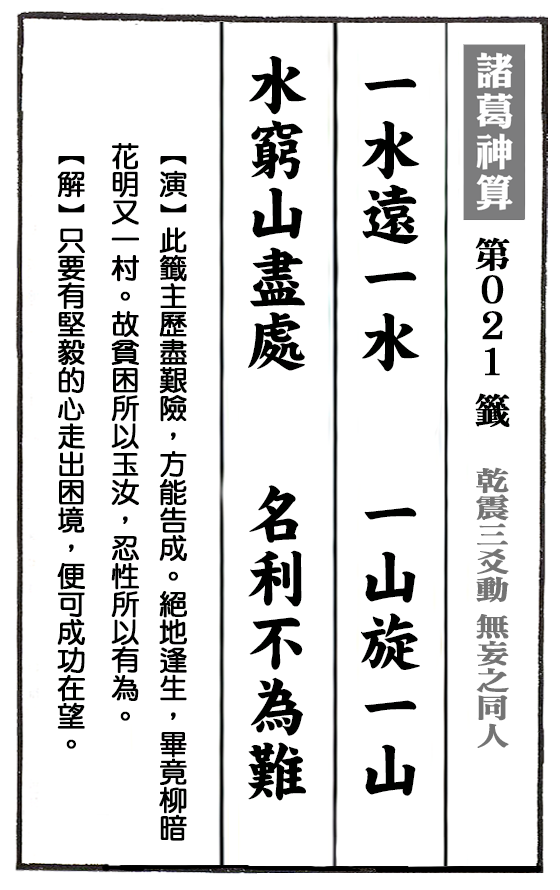 諸葛神算 第021籤 乾震三爻動 無妄之同人
一水遠一水 一山旋一山
水窮山盡處 名利不為難
【演】此籤主歷盡艱險，方能告成。絕地逢生，畢竟柳暗
花明又一村。故貧困所以玉汝，忍性所以有為。
【解】只要有堅毅的心走出困境，便可成功在望。